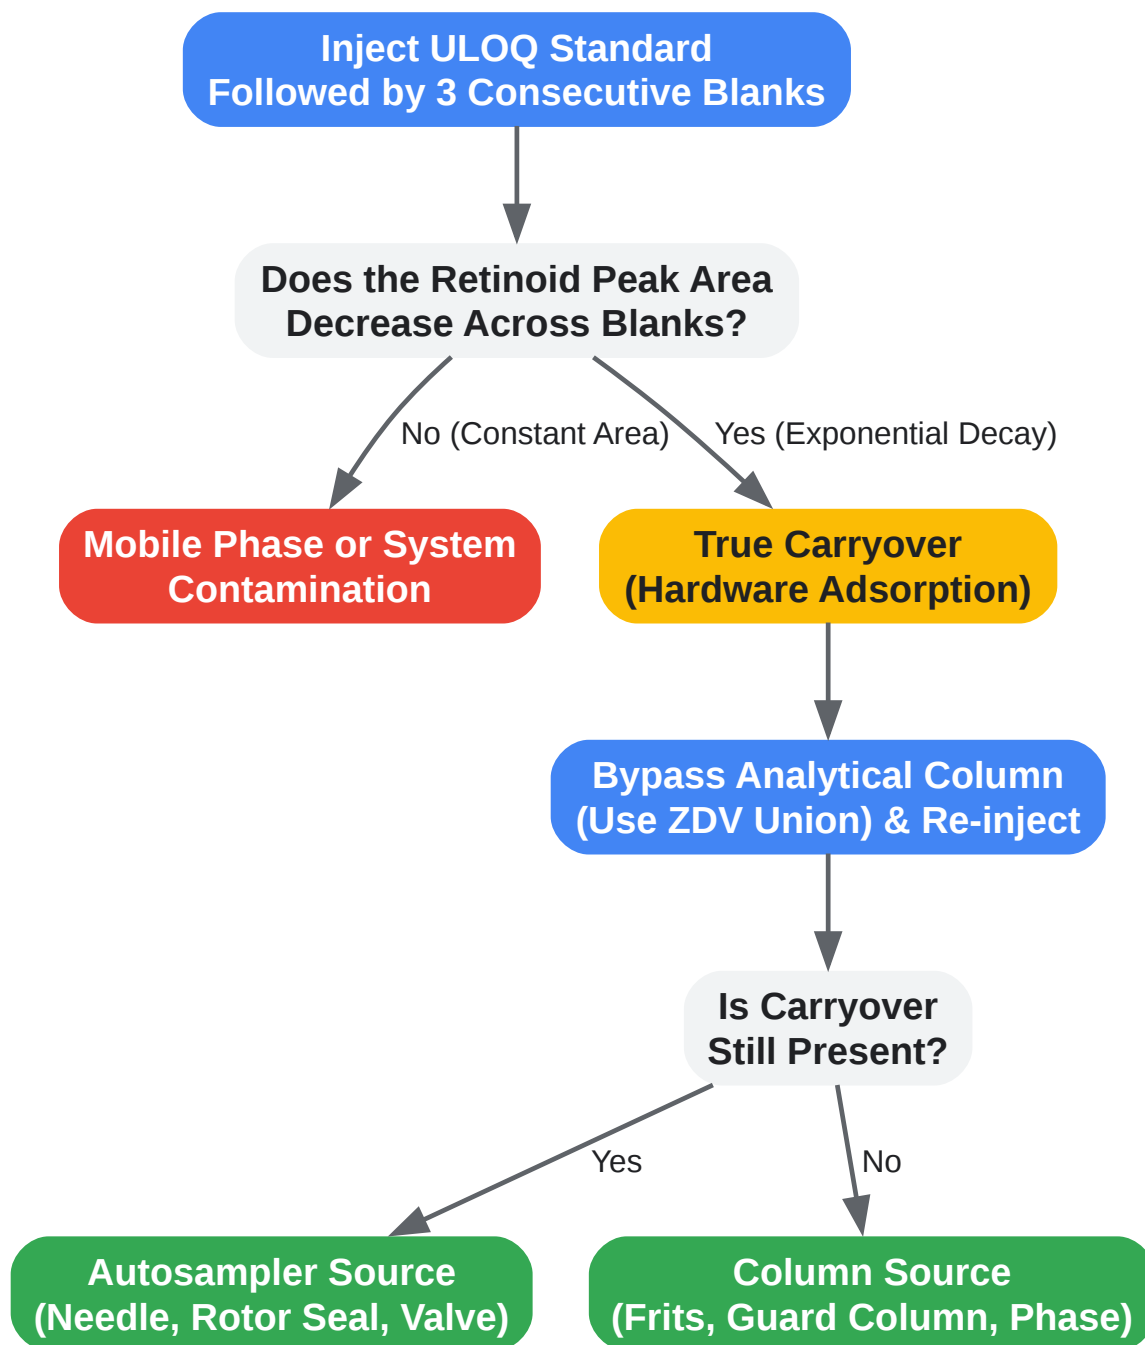 Inject ULOQ Standard
Followed by 3 Consecutive Blanks
Does the Retinoid Peak Area
Decrease Across Blanks?
No (Constant Area)
Yes (Exponential Decay)
Mobile Phase or System
Contamination
True Carryover
(Hardware Adsorption)
Bypass Analytical Column
(Use ZDV Union) & Re-inject
Is Carryover
Still Present?
Yes
No
Autosampler Source
(Needle, Rotor Seal, Valve)
Column Source
(Frits, Guard Column, Phase)